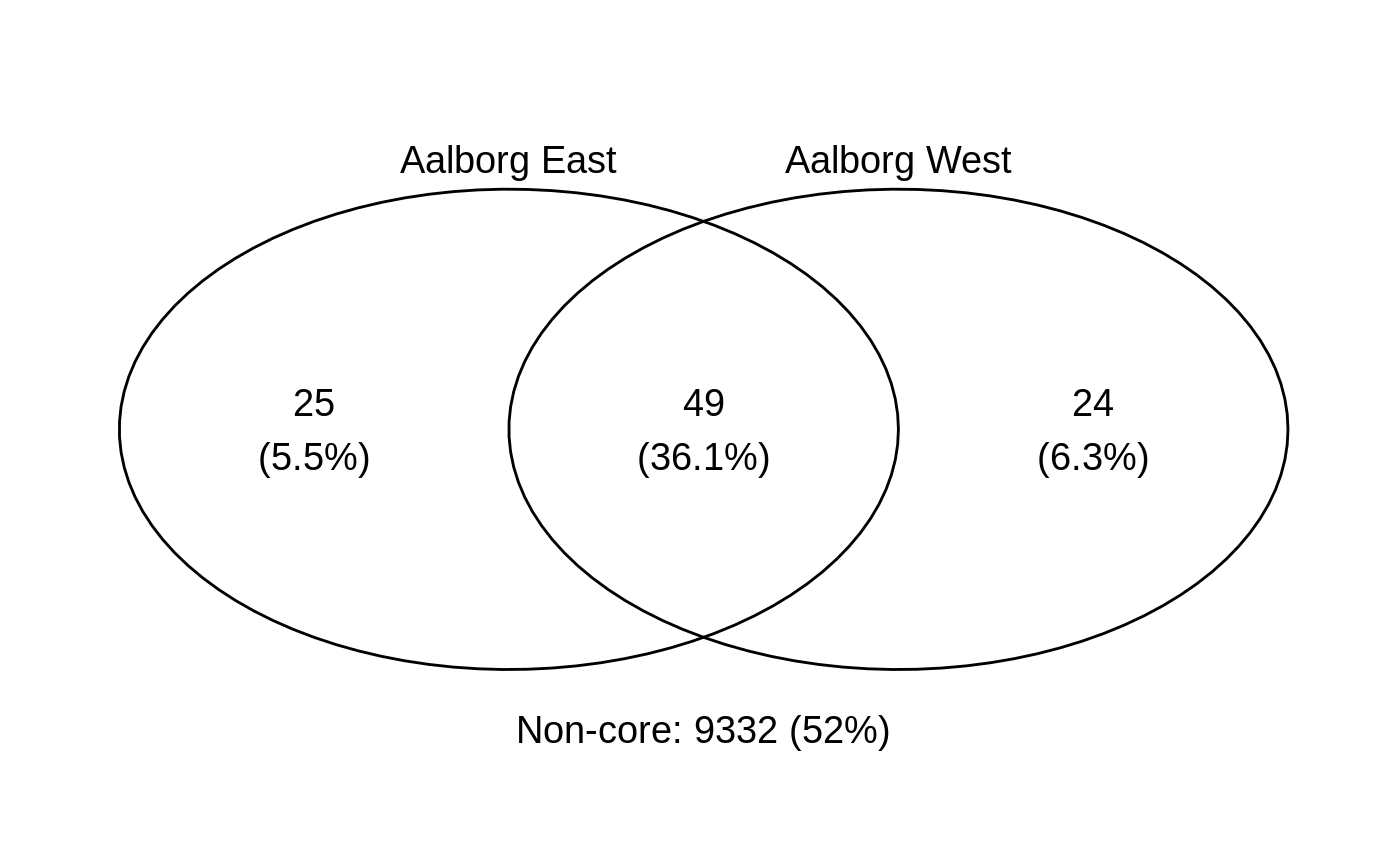 Aalborg East
Aalborg West
25
(5.5%)
49
(36.1%)
24
(6.3%)
Non-core: 9332 (52%)